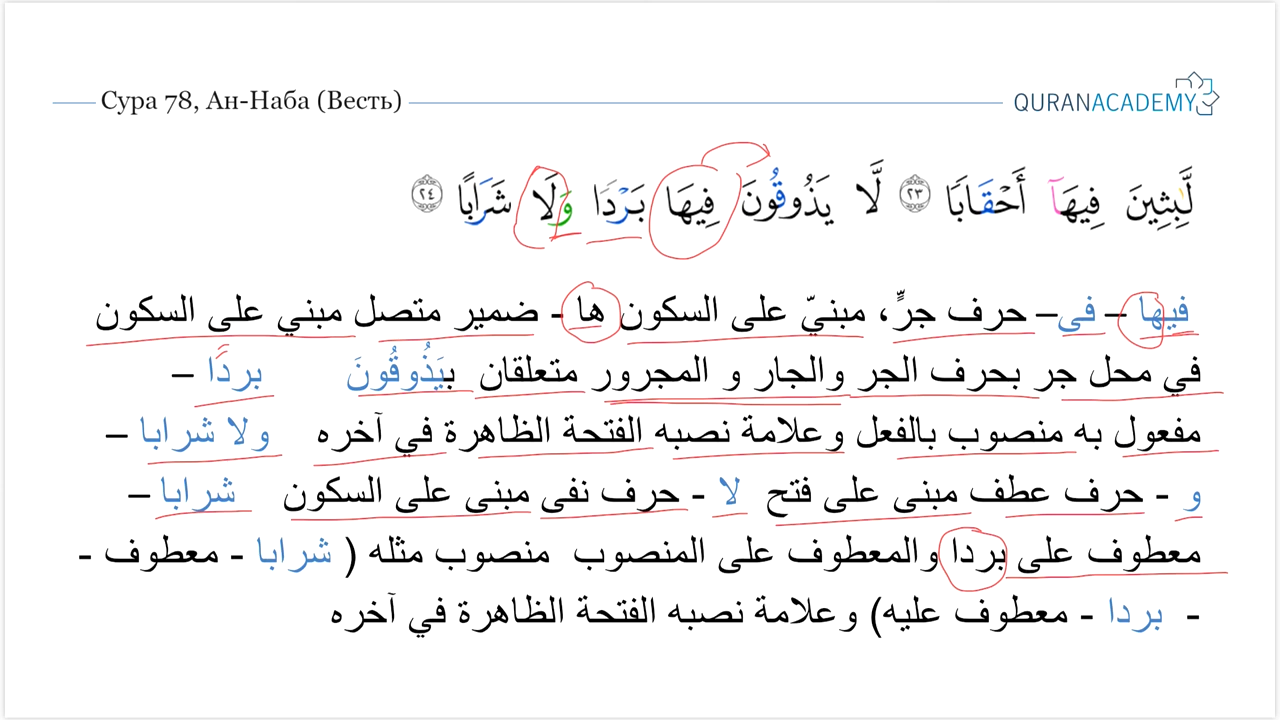 Сура 78, Ан-Наба (Весть)
QURANACADEMY
لَّٰبِثِينَ فِيهَآ أَحْقَابًا ٢٣ لَّا يَذُوقُونَ فِيهَا بَرْدًا وَلَا شَرَابًا ٢٤
فيها – فى– حرف جرٍّ، مبنيّ على السكون ها - ضمير متصل مبني على السكون
في محل جر بحرف الجر والجار و المجرور متعلقان بيَذُوقُونَ بردًا –
مفعول به منصوب بالفعل وعلامة نصبه الفتحة الظاهرة في آخره ولا شرابا –
و - حرف عطف مبنى على فتح لا - حرف نفى مبنى على السكون شرابا –
معطوف على بردا والمعطوف على المنصوب منصوب مثله ( شرابا - معطوف -
- بردا - معطوف عليه) وعلامة نصبه الفتحة الظاهرة في آخره